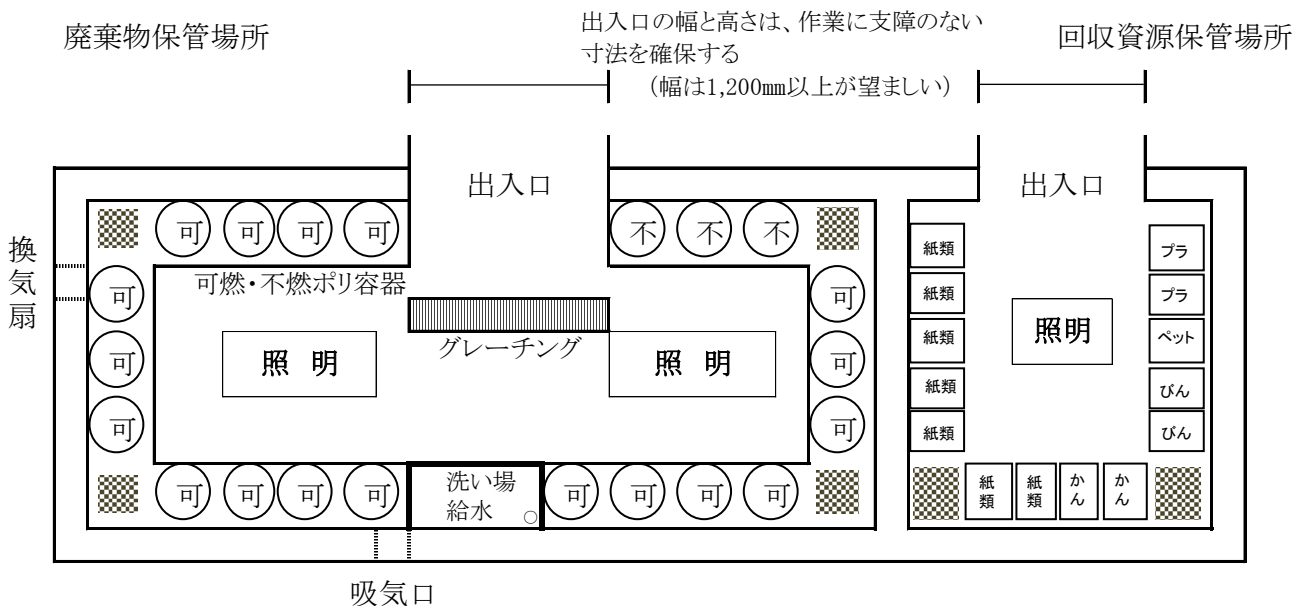 廃棄物保管場所
出入口の幅と高さは、作業に支障のない
寸法を確保する
（幅は1,200㎜以上が望ましい）
回収資源保管場所
出入口
出入口
換気扇
可 可 可 可
不 不 不
可燃・不燃ポリ容器
可
可
可
グレーチング
照 明
照 明
可
可
可
可 可 可 可
洗い場
給水
可 可 可 可
吸気口
紙類
紙類
紙類
紙類
紙類
照明
プラ
プラ
ペット
びん
びん
紙類
紙類
かん
かん